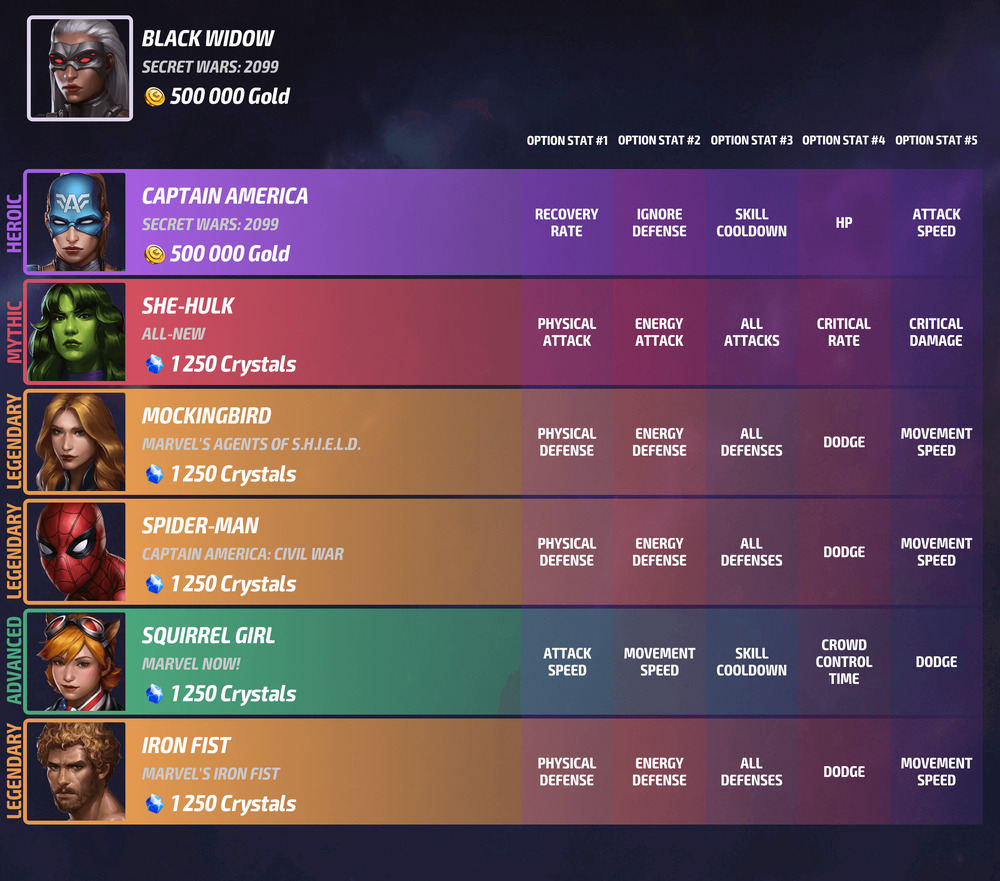 BLACK WIDOW
SECRET WARS: 2099
500 000 Gold
OPTION STAT #1 OPTION STAT #2 OPTION STAT #3 OPTION STAT #4 OPTION STAT #5
HEROIC
CAPTAIN AMERICA
SECRET WARS: 2099
500 000 Gold
RECOVERY
RATE
IGNORE
DEFENSE
SKILL
COOLDOWN
HP
ATTACK
SPEED
MYTHIC
SHE-HULK
ALL-NEW
1 250 Crystals
PHYSICAL
ATTACK
ENERGY
ATTACK
ALL
ATTACKS
CRITICAL
RATE
CRITICAL
DAMAGE
LEGENDARY
MOCKINGBIRD
MARVEL'S AGENTS OF S.H.I.E.L.D.
1 250 Crystals
PHYSICAL
DEFENSE
ENERGY
DEFENSE
ALL
DEFENSES
DODGE
MOVEMENT
SPEED
LEGENDARY
SPIDER-MAN
CAPTAIN AMERICA: CIVIL WAR
1 250 Crystals
PHYSICAL
DEFENSE
ENERGY
DEFENSE
ALL
DEFENSES
DODGE
MOVEMENT
SPEED
ADVANCED
SQUIRREL GIRL
MARVEL NOW!
1 250 Crystals
ATTACK
SPEED
MOVEMENT
SPEED
SKILL
COOLDOWN
CROWD
CONTROL
TIME
DODGE
LEGENDARY
IRON FIST
MARVEL'S IRON FIST
1 250 Crystals
PHYSICAL
DEFENSE
ENERGY
DEFENSE
ALL
DEFENSES
DODGE
MOVEMENT
SPEED